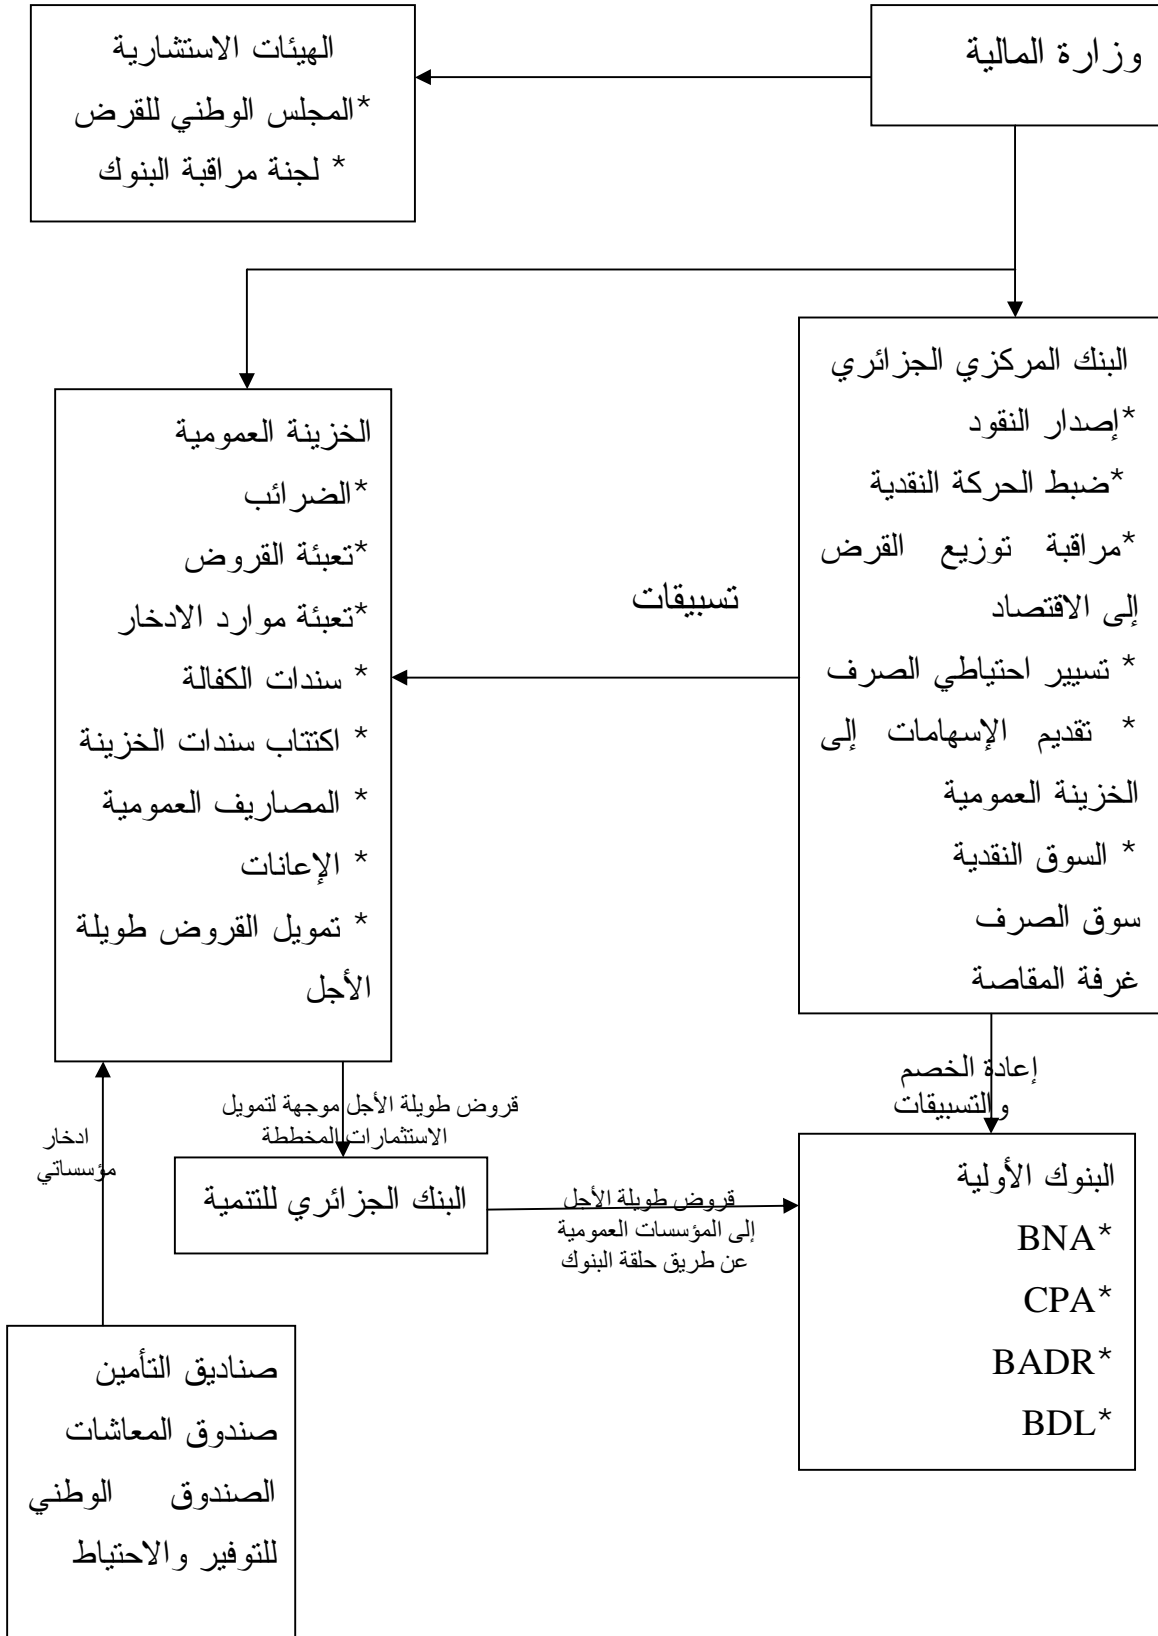 وزارة المالية
الهيئات الاستشارية
*المجلس الوطني للقرض
* لجنة مراقبة البنوك
البنك المركزي الجزائري
*إصدار النقود
*ضبط الحركة النقدية
*مراقبة توزيع القرض
إلى الاقتصاد
* تسيير احتياطي الصرف
* تقديم الإسهامات إلى
الخزينة العمومية
* السوق النقدية
سوق الصرف
غرفة المقاصة
تسبيقات
الخزينة العمومية
*الضرائب
*تعبئة القروض
*تعبئة موارد الادخار
* سندات الكفالة
* اكتتاب سندات الخزينة
* المصاريف العمومية
* الإعانات
* تمويل القروض طويلة
الأجل
إعادة الخصم
والتسبيقات
قروض طويلة الأجل موجهة لتمويل
الاستثمارات المخططة
ادخار
مؤسساتي
البنوك الأولية
BNA*
CPA*
BADR*
BDL*
قروض طويلة الأجل
إلى المؤسسات العمومية
عن طريق حلقة البنوك
البنك الجزائري للتنمية
صناديق التأمين
صندوق المعاشات
الصندوق الوطني
للتوفير والاحتياط